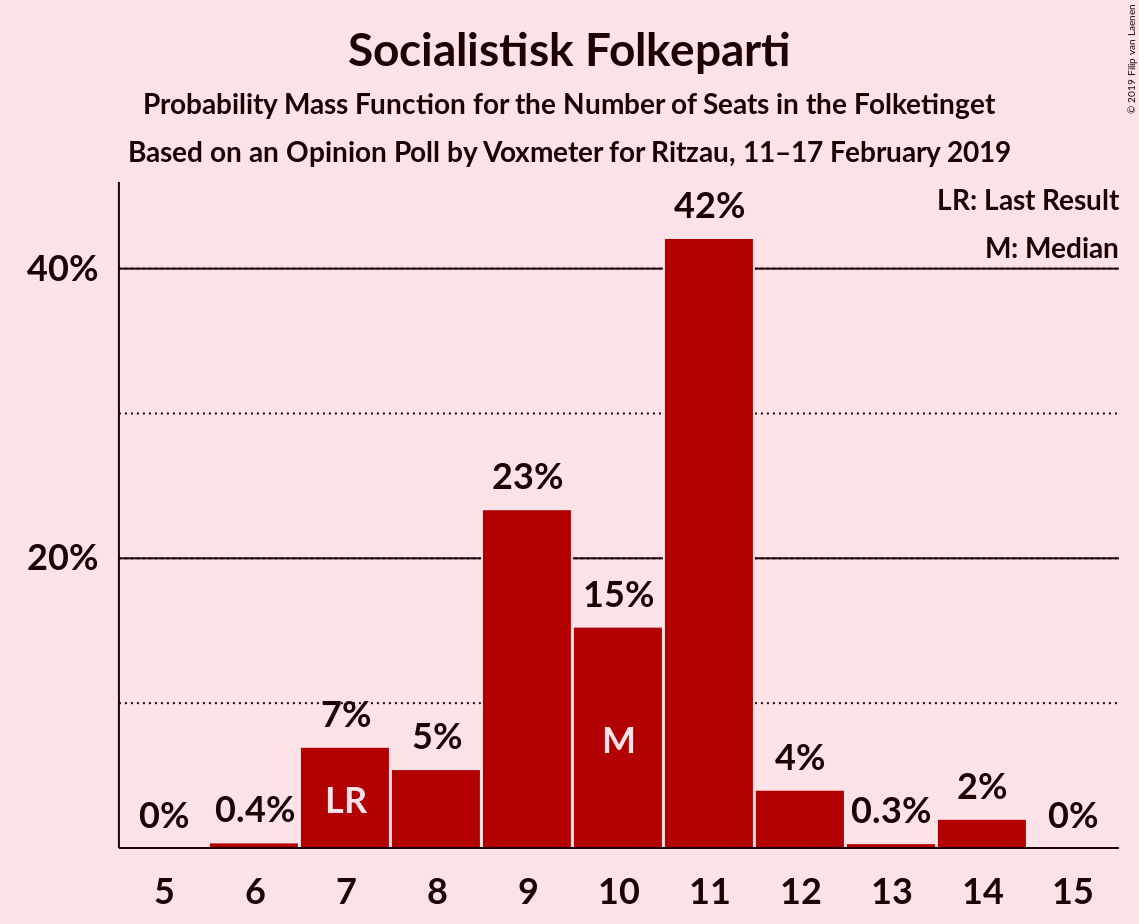 Socialistisk Folkeparti
Probability Mass Function for the Number of Seats in the Folketinget
Based on an Opinion Poll by Voxmeter for Ritzau, 11–17 February 2019
© 2019 Filip van Laenen
LR: Last Result
M: Median
40%
20%
0%
0.4%
7%
5%
23%
15%
42%
4%
0.3%
2%
0%
LR
M
5 6 7 8 9 10 11 12 13 14 15